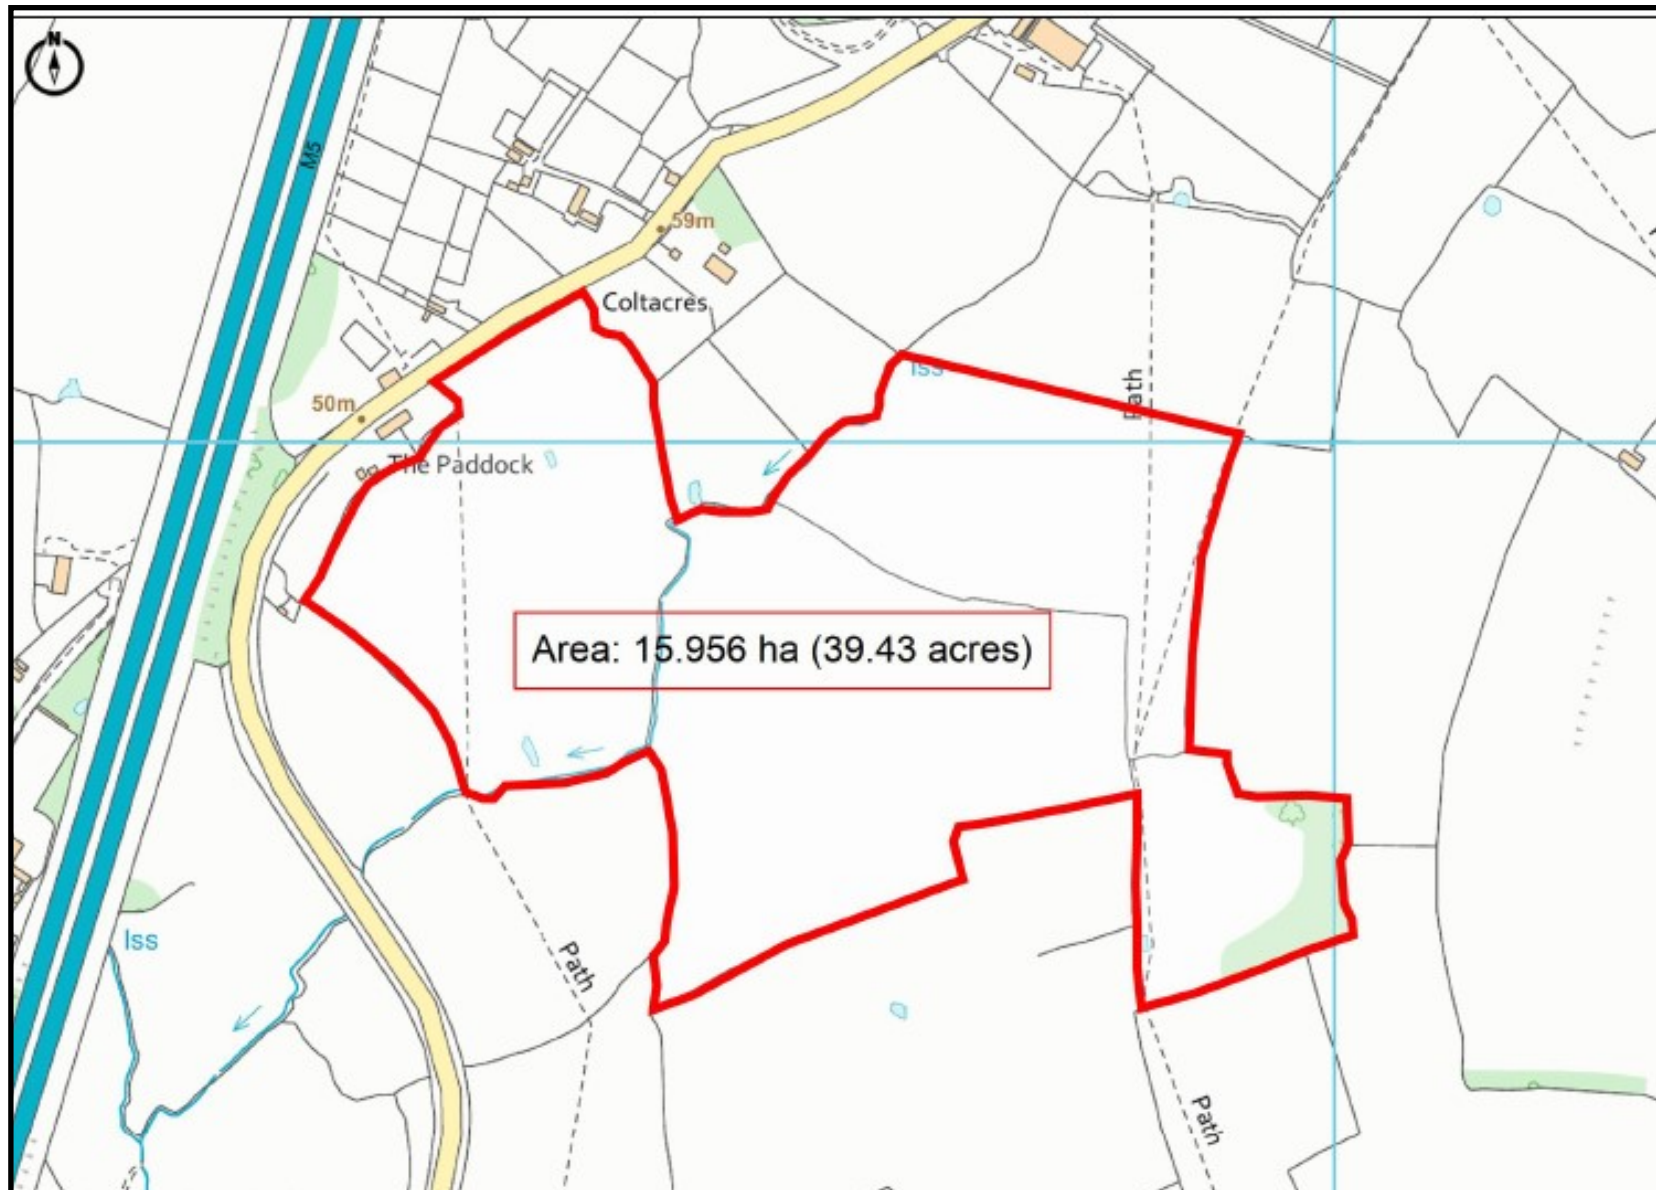 N
M5
59m
Coltacres
Iss
Path
50m
The Paddock
Area: 15.956 ha (39.43 acres)
Iss
Path
Path